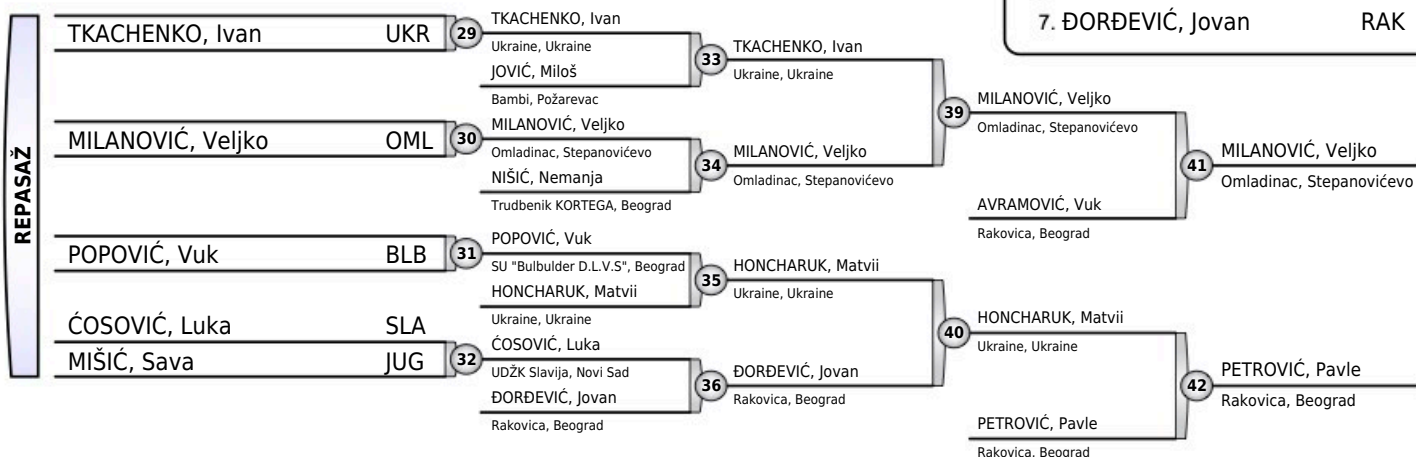 7. ĐORĐEVIĆ, Jovan RAK
REPASAŽ
TKACHENKO, Ivan UKR
MILANOVIĆ, Veljko OML
POPOVIĆ, Vuk BLB
ĆOSOVIĆ, Luka SLA
MIŠIĆ, Sava JUG
29
TKACHENKO, Ivan
Ukraine, Ukraine
JOVIĆ, Miloš
Bambi, Požarevac
30
MILANOVIĆ, Veljko
Omladinac, Stepanovićevo
NIŠIĆ, Nemanja
Trudbenik KORTEGA, Beograd
31
POPOVIĆ, Vuk
SU "Bulbulder D.L.V.S", Beograd
HONCHARUK, Matvii
Ukraine, Ukraine
32
ĆOSOVIĆ, Luka
UDŽK Slavija, Novi Sad
ĐORĐEVIĆ, Jovan
Rakovica, Beograd
33
TKACHENKO, Ivan
Ukraine, Ukraine
34
MILANOVIĆ, Veljko
Omladinac, Stepanovićevo
35
HONCHARUK, Matvii
Ukraine, Ukraine
36
ĐORĐEVIĆ, Jovan
Rakovica, Beograd
39
MILANOVIĆ, Veljko
Omladinac, Stepanovićevo
AVRAMOVIĆ, Vuk
Rakovica, Beograd
40
HONCHARUK, Matvii
Ukraine, Ukraine
PETROVIĆ, Pavle
Rakovica, Beograd
41
MILANOVIĆ, Veljko
Omladinac, Stepanovićevo
42
PETROVIĆ, Pavle
Rakovica, Beograd